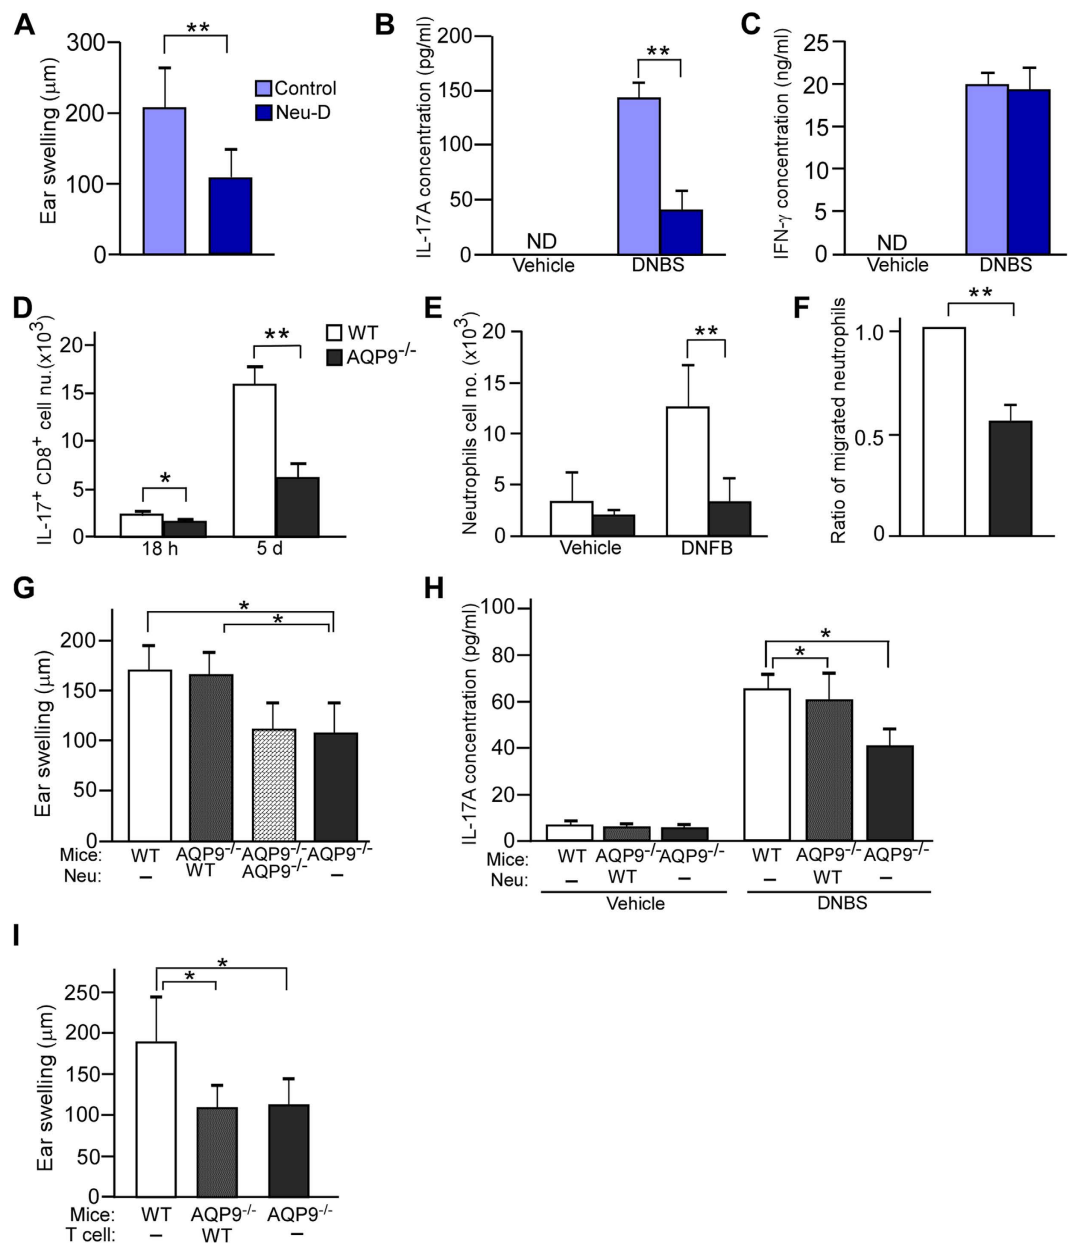 A
Ear swelling (μm)
300
200
100
0
**
Control
Neu-D
B
IL-17A concentration (pg/ml)
200
150
100
50
0
**
ND
Vehicle
DNBS
C
IFN-γ concentration (ng/ml)
25
20
15
10
5
0
ND
Vehicle
DNBS
D
IL-17+ CD8+ cell nu.(x10³)
20
15
10
5
0
*
**
18 h
5 d
WT
AQP9-/-
E
Neutrophils cell no. (x10³)
20
15
10
5
0
**
Vehicle
DNFB
F
Ratio of migrated neutrophils
1.0
0.5
0
**
G
Ear swelling (μm)
200
150
100
50
0
*
*
Mice: WT AQP9-/- AQP9-/- AQP9-/-
Neu: – WT AQP9-/- –
H
IL-17A concentration (pg/ml)
100
80
60
40
20
0
*
*
Mice: WT AQP9-/- AQP9-/- WT AQP9-/- AQP9-/-
Neu: – WT – – WT –
Vehicle DNBS
I
Ear swelling (μm)
250
200
150
100
50
0
*
*
Mice: WT AQP9-/- AQP9-/-
T cell: – WT –